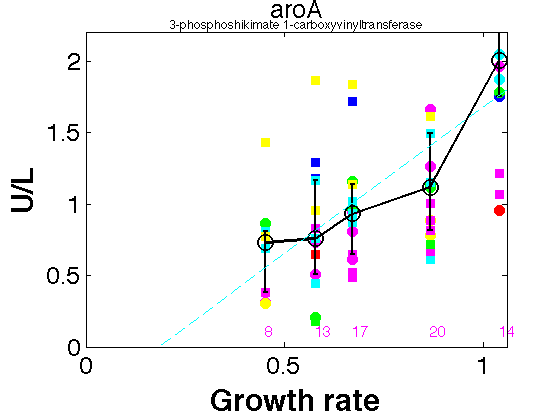 aroA
3-phosphoshikimate 1-carboxyvinyltransferase
2
1.5
1
0.5
0
U/L
8 13 17 20 14
0 0.5 1
Growth rate